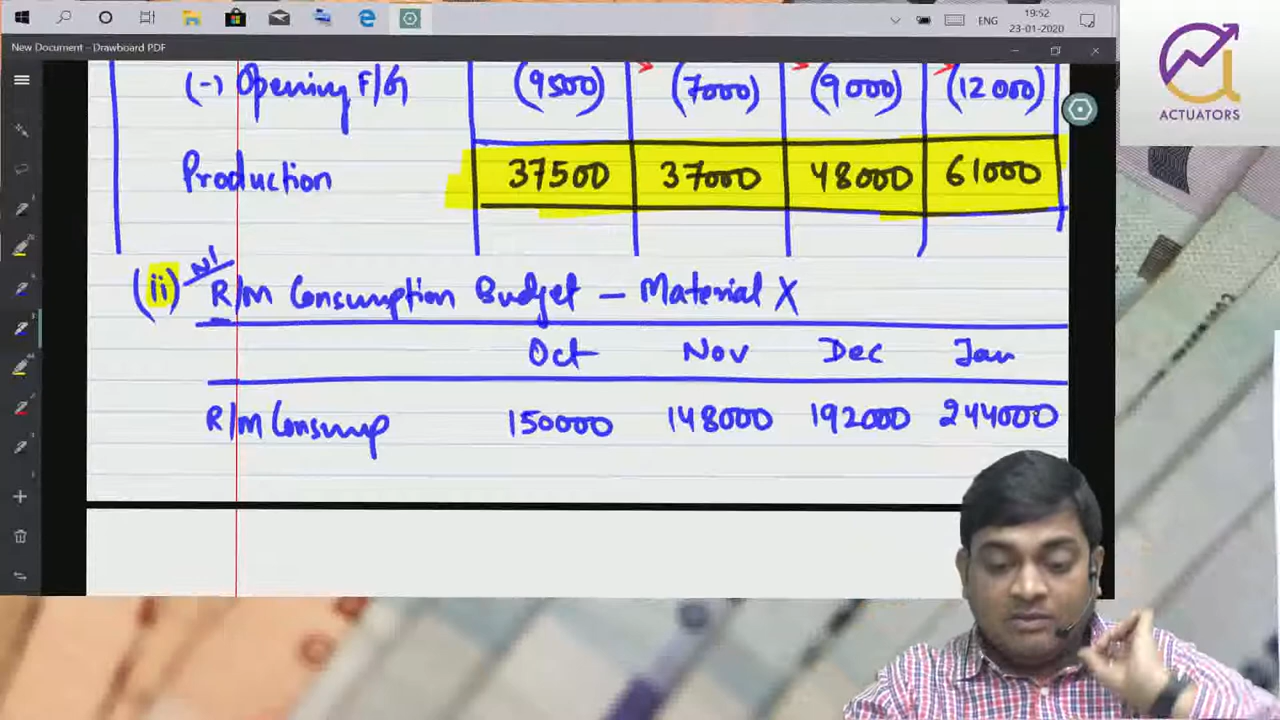 19:52
ENG
23-01-2020
New Document - Drawboard PDF
ACTUATORS
(-) Opening F/G (9500) (7000) (9000) (12000)
Production 37500 37000 48000 61000
(ii) N1 R/M Consumption Budget - Material X
Oct Nov Dec Jan
R/M Consump 150000 148000 192000 244000